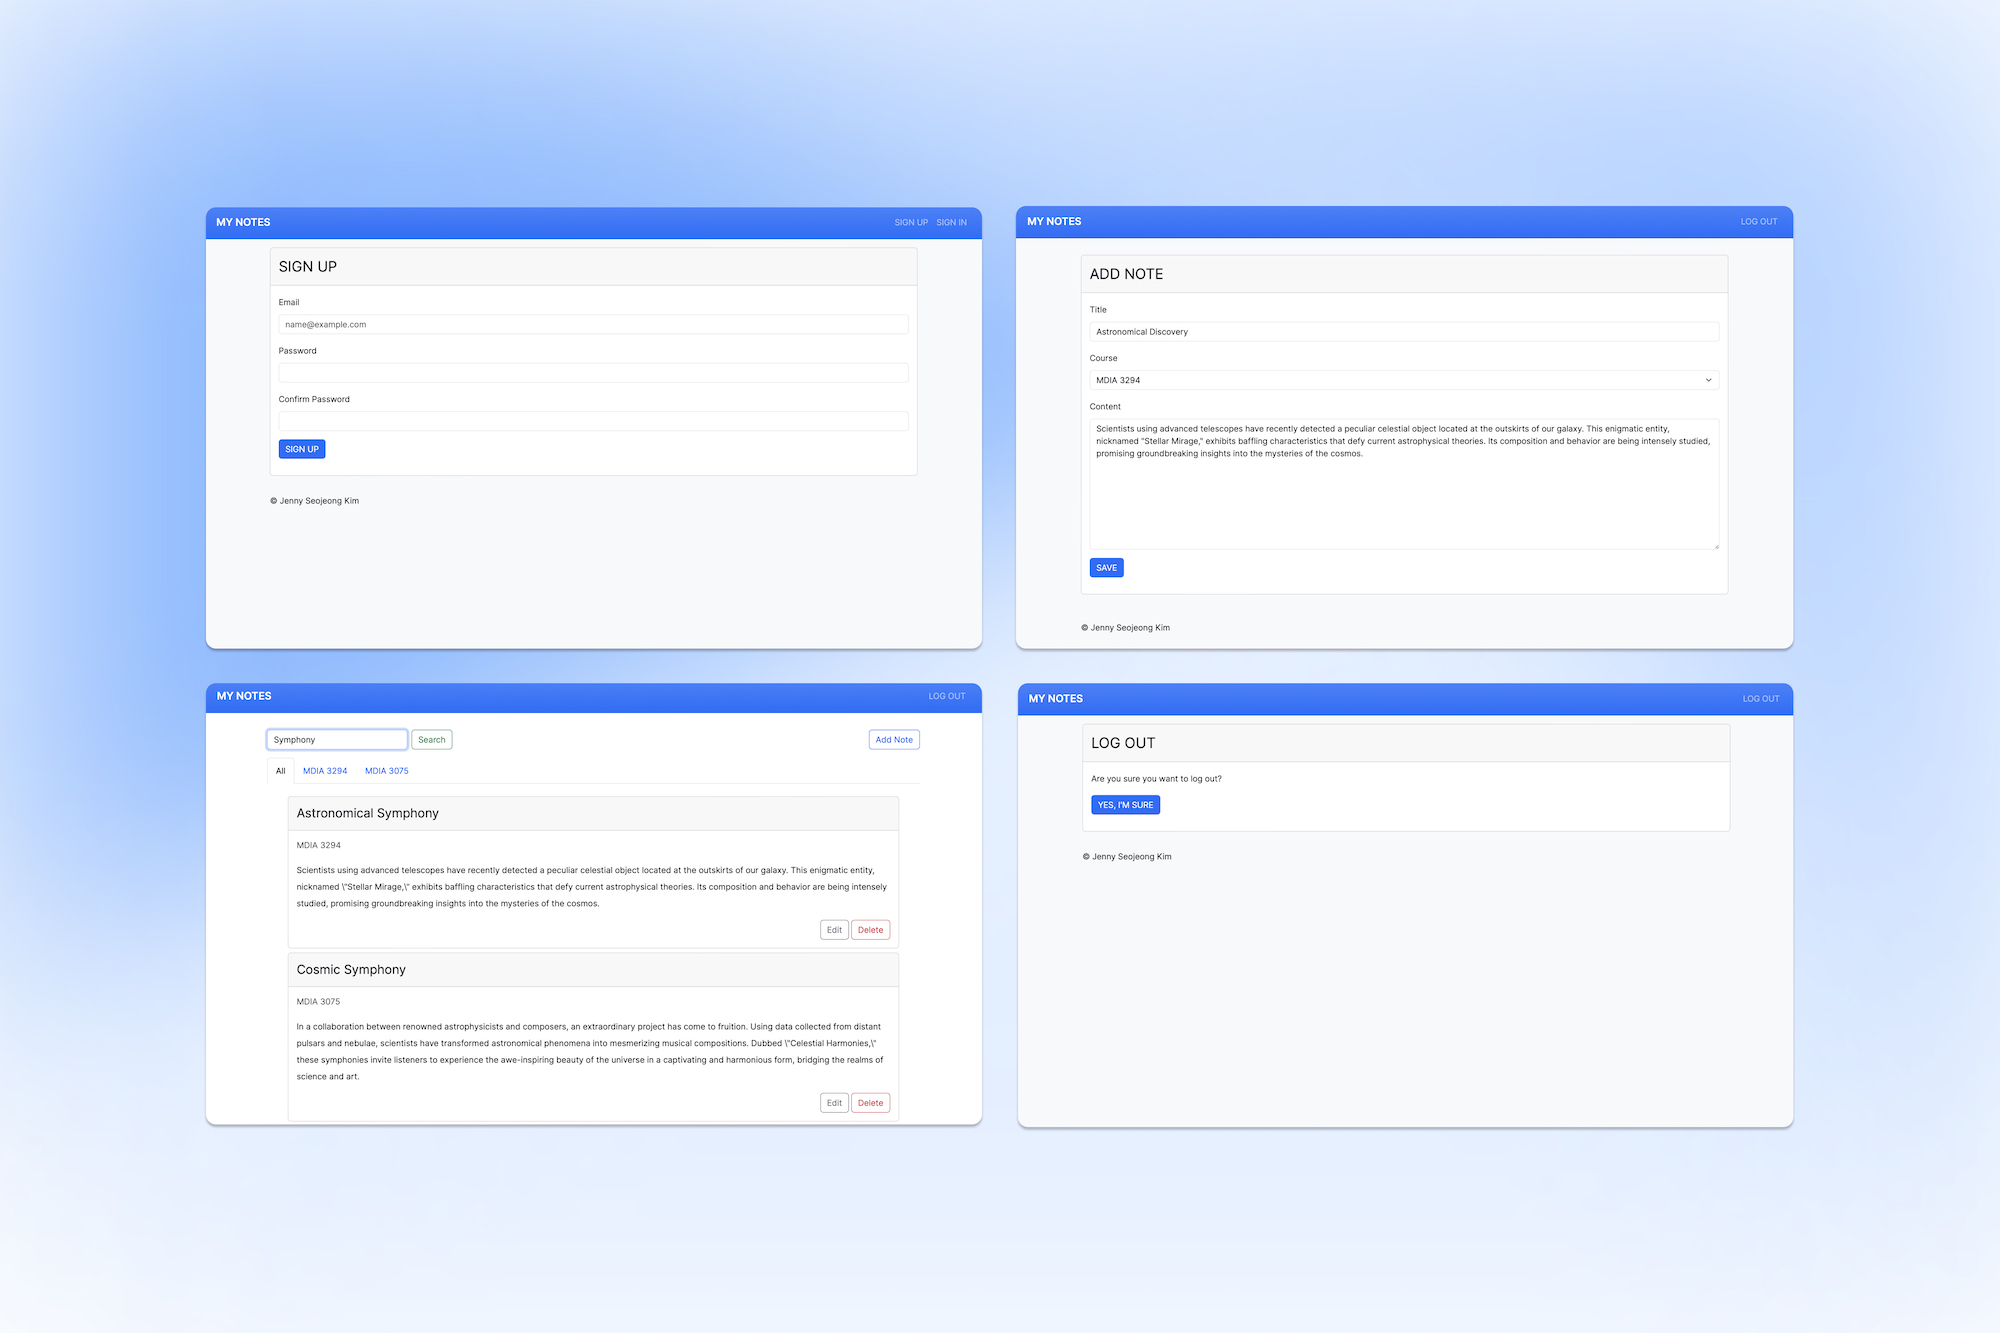 MY NOTES
SIGN UP SIGN IN
SIGN UP
Email
name@example.com
Password
Confirm Password
SIGN UP
© Jenny Seojeong Kim
MY NOTES
LOG OUT
ADD NOTE
Title
Astronomical Discovery
Course
MDIA 3294
Content
Scientists using advanced telescopes have recently detected a peculiar celestial object located at the outskirts of our galaxy. This enigmatic entity,
nicknamed "Stellar Mirage," exhibits baffling characteristics that defy current astrophysical theories. Its composition and behavior are being intensely studied,
promising groundbreaking insights into the mysteries of the cosmos.
SAVE
© Jenny Seojeong Kim
MY NOTES
LOG OUT
Symphony
Search
Add Note
All MDIA 3294 MDIA 3075
Astronomical Symphony
MDIA 3294
Scientists using advanced telescopes have recently detected a peculiar celestial object located at the outskirts of our galaxy. This enigmatic entity,
nicknamed \"Stellar Mirage,\" exhibits baffling characteristics that defy current astrophysical theories. Its composition and behavior are being intensely
studied, promising groundbreaking insights into the mysteries of the cosmos.
Edit Delete
Cosmic Symphony
MDIA 3075
In a collaboration between renowned astrophysicists and composers, an extraordinary project has come to fruition. Using data collected from distant
pulsars and nebulae, scientists have transformed astronomical phenomena into mesmerizing musical compositions. Dubbed \"Celestial Harmonies,\"
these symphonies invite listeners to experience the awe-inspiring beauty of the universe in a captivating and harmonious form, bridging the realms of
science and art.
Edit Delete
MY NOTES
LOG OUT
LOG OUT
Are you sure you want to log out?
YES, I'M SURE
© Jenny Seojeong Kim